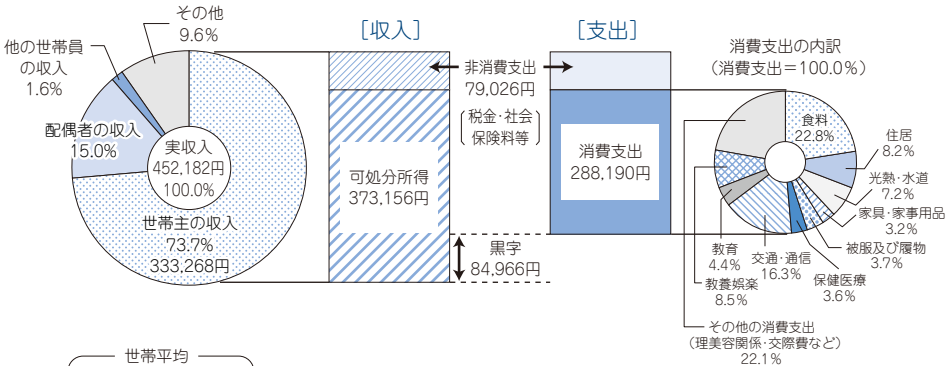 [収入]
[支出]
その他
9.6%
他の世帯員
の収入
1.6%
配偶者の収入
15.0%
実収入
452,182円
100.0%
世帯主の収入
73.7%
333,268円
非消費支出
79,026円
税金・社会
保険料等
可処分所得
373,156円
消費支出
288,190円
黒字
84,966円
消費支出の内訳
(消費支出=100.0%)
食料
22.8%
住居
8.2%
光熱・水道
7.2%
家具・家事用品
3.2%
被服及び履物
3.7%
保健医療
3.6%
交通・通信
16.3%
教育
4.4%
教養娯楽
8.5%
その他の消費支出
(理美容関係・交際費など)
22.1%
世帯平均